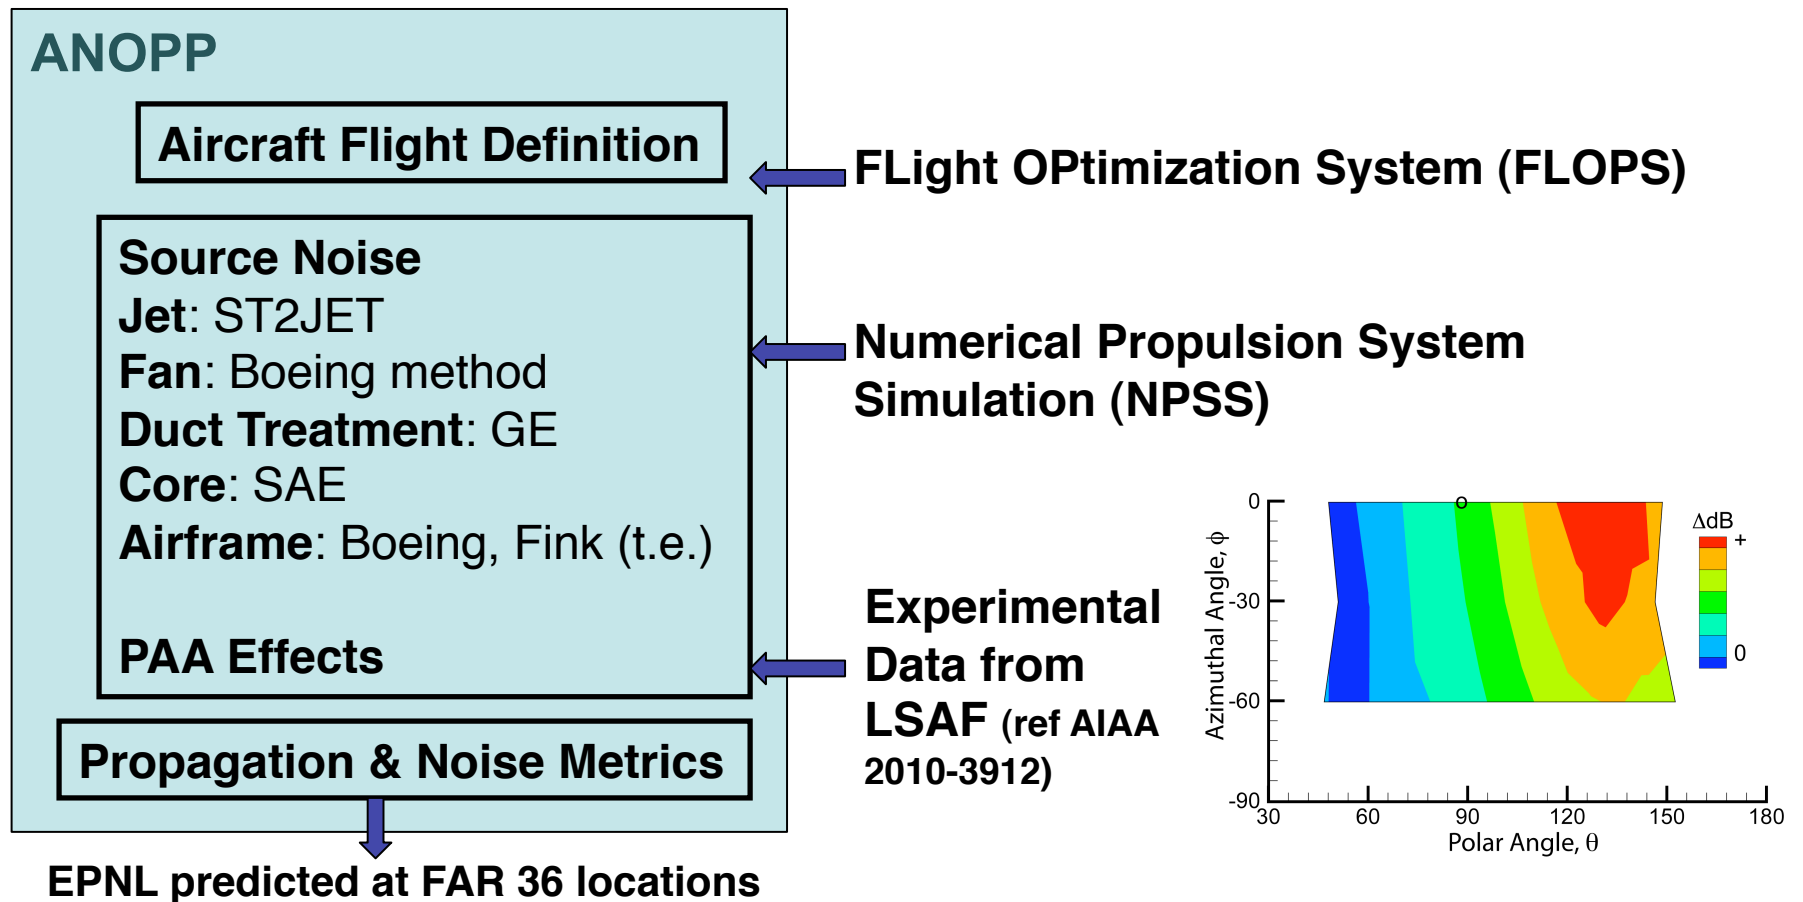 ANOPP
Aircraft Flight Definition
FLight OPtimization System (FLOPS)
Source Noise
Jet: ST2JET
Fan: Boeing method
Duct Treatment: GE
Core: SAE
Airframe: Boeing, Fink (t.e.)
PAA Effects
Numerical Propulsion System
Simulation (NPSS)
Experimental
Data from
LSAF (ref AIAA
2010-3912)
Propagation & Noise Metrics
EPNL predicted at FAR 36 locations
0
-30
-60
-90
Azimuthal Angle, ϕ
o
30 60 90 120 150 180
Polar Angle, θ
ΔdB
+
0